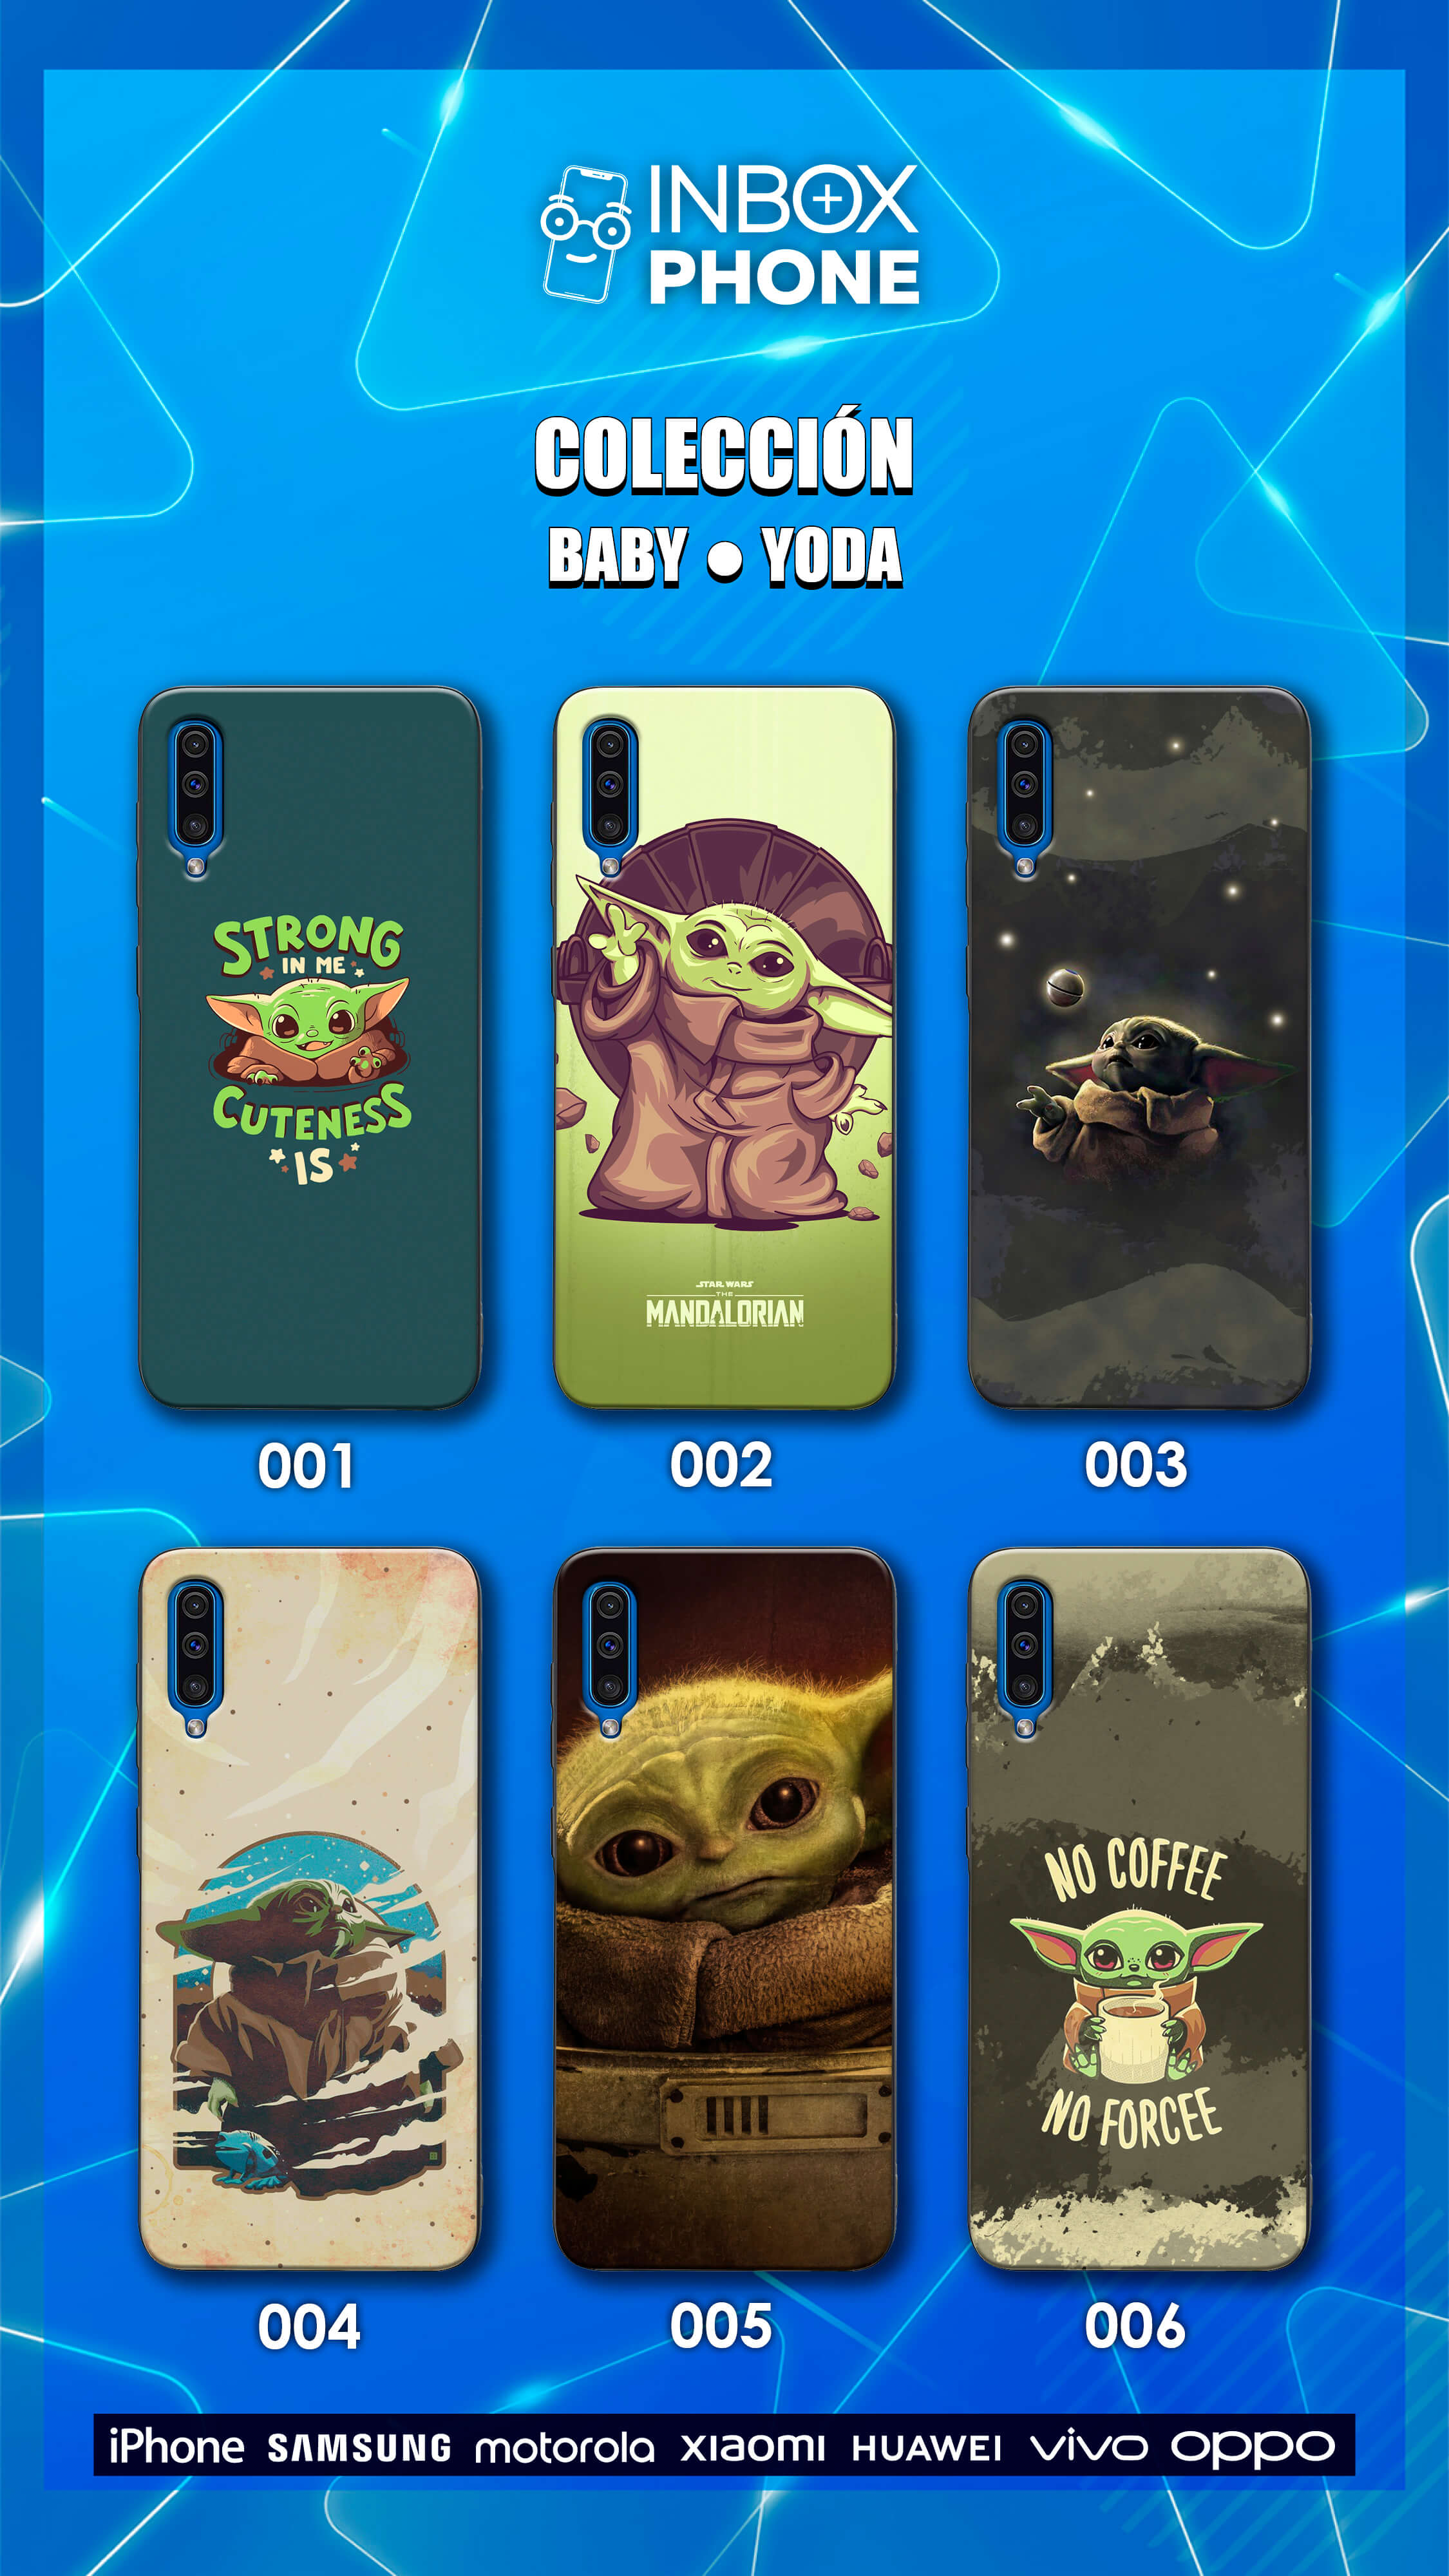 INBOX
PHONE
COLECCIÓN
BABY • YODA
STRONG
IN ME
CUTENESS
IS
STAR WARS
THE
MANDALORIAN
001
002
003
NO COFFEE
NO FORCEE
004
005
006
iPhone SAMSUNG motorola xiaomi HUAWEI vivo oppo